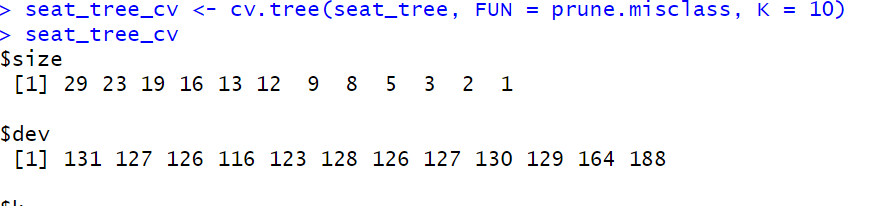 > seat_tree_cv <- cv.tree(seat_tree, FUN = prune.misclass, K = 10)
> seat_tree_cv
$size
[1] 29 23 19 16 13 12 9 8 5 3 2 1
$dev
[1] 131 127 126 116 123 128 126 127 130 129 164 188